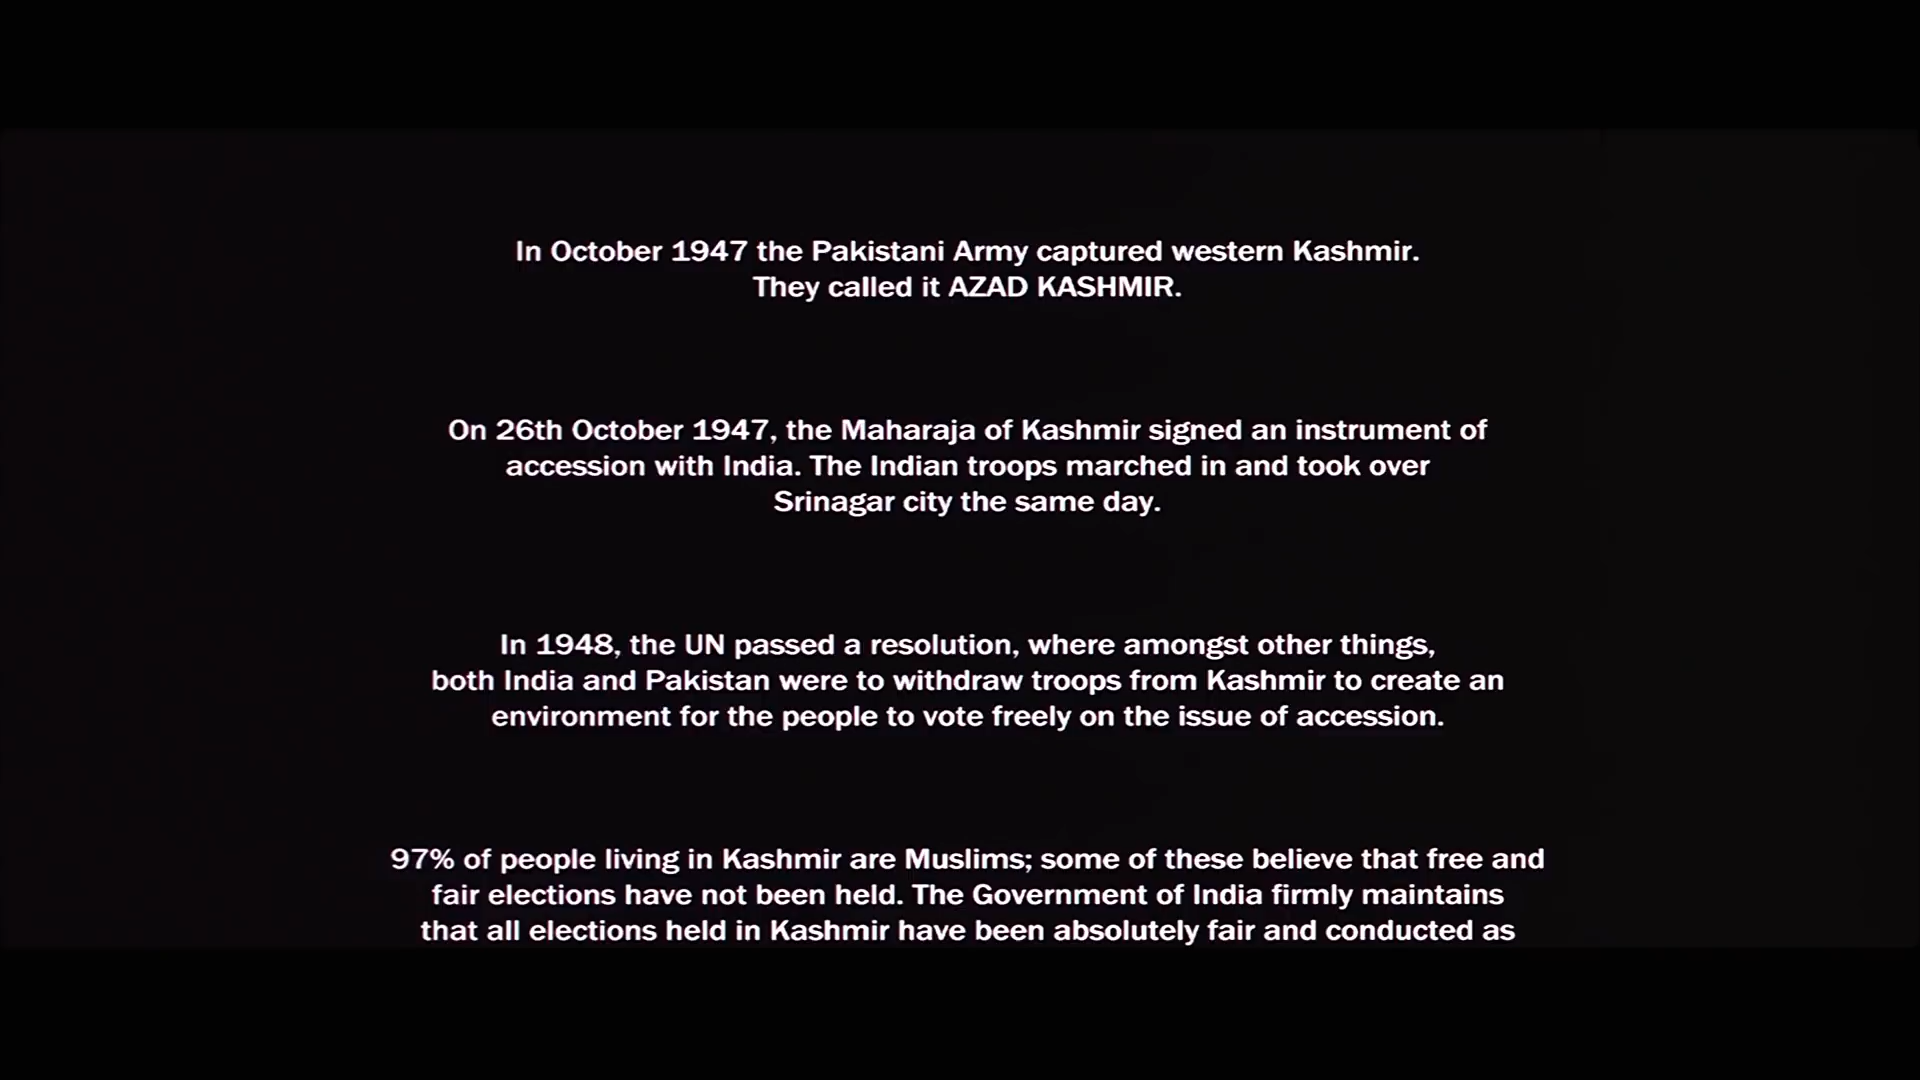 In October 1947 the Pakistani Army captured western Kashmir.
They called it AZAD KASHMIR.
On 26th October 1947, the Maharaja of Kashmir signed an instrument of
accession with India. The Indian troops marched in and took over
Srinagar city the same day.
In 1948, the UN passed a resolution, where amongst other things,
both India and Pakistan were to withdraw troops from Kashmir to create an
environment for the people to vote freely on the issue of accession.
97% of people living in Kashmir are Muslims; some of these believe that free and
fair elections have not been held. The Government of India firmly maintains
that all elections held in Kashmir have been absolutely fair and conducted as